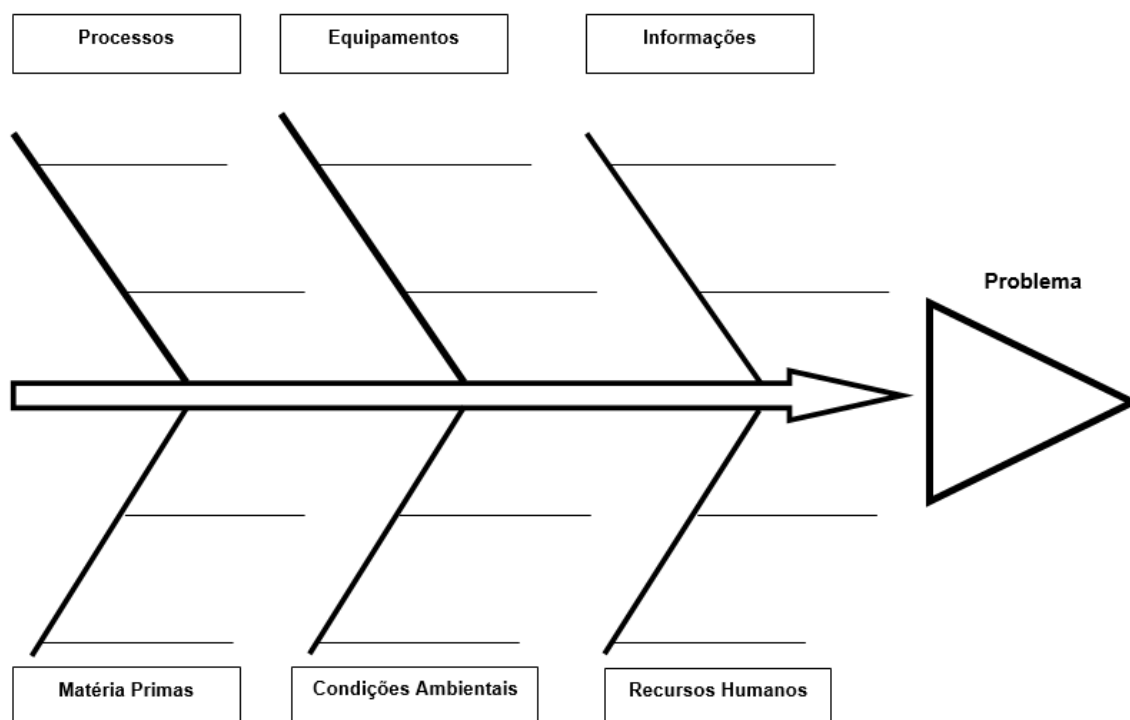 Processos
Equipamentos
Informações
Problema
Matéria Primas
Condições Ambientais
Recursos Humanos